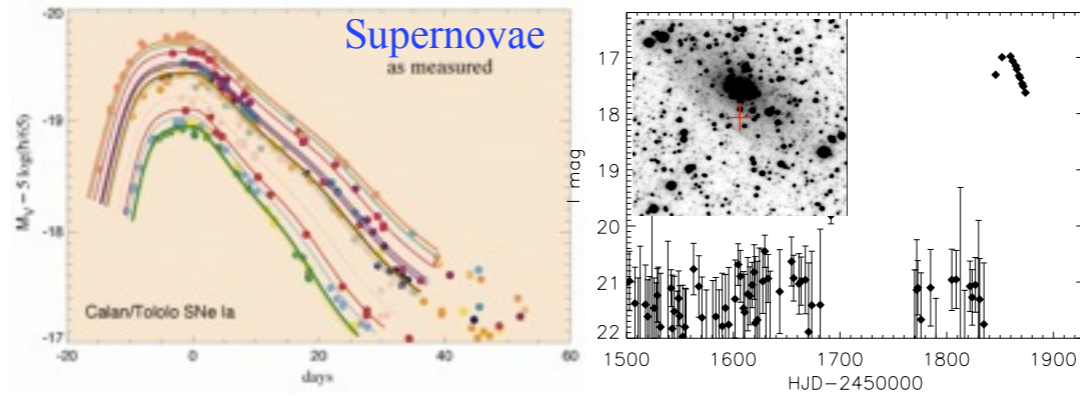 Supernovae
as measured
-20
-19
-18
-17
M_V – 5 log(h/65)
Calan/Tololo SNe Ia
-20 0 20 40 60
days
17
18
19
20
21
22
I mag
1500 1600 1700 1800 1900
HJD-2450000